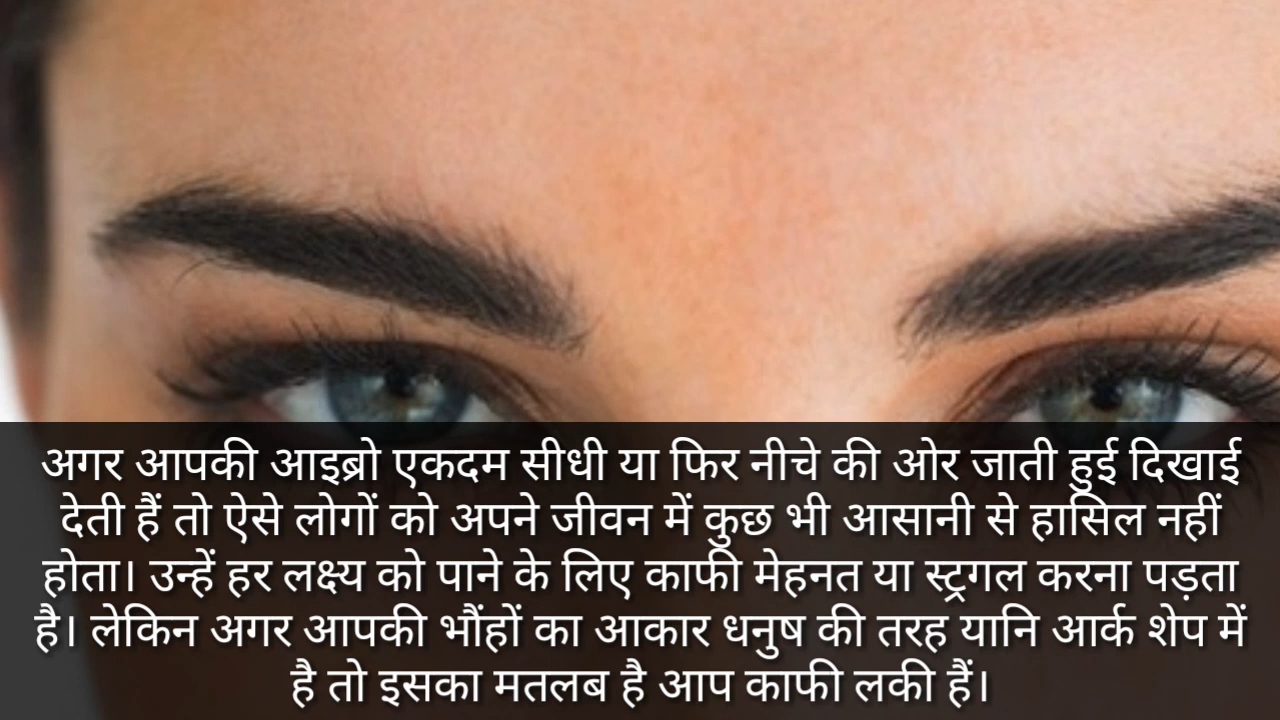 अगर आपकी आइब्रो एकदम सीधी या फिर नीचे की ओर जाती हुई दिखाई
देती हैं तो ऐसे लोगों को अपने जीवन में कुछ भी आसानी से हासिल नहीं
होता। उन्हें हर लक्ष्य को पाने के लिए काफी मेहनत या स्ट्रगल करना पड़ता
है। लेकिन अगर आपकी भौंहों का आकार धनुष की तरह यानि आर्क शेप में
है तो इसका मतलब है आप काफी लकी हैं।